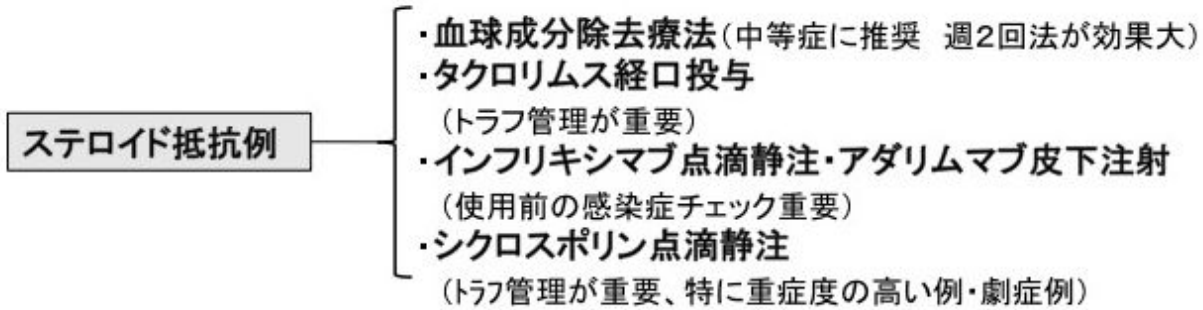 ステロイド抵抗例
・血球成分除去療法(中等症に推奨 週2回法が効果大)
・タクロリムス経口投与
(トラフ管理が重要)
・インフリキシマブ点滴静注・アダリムマブ皮下注射
(使用前の感染症チェック重要)
・シクロスポリン点滴静注
(トラフ管理が重要、特に重症度の高い例・劇症例)